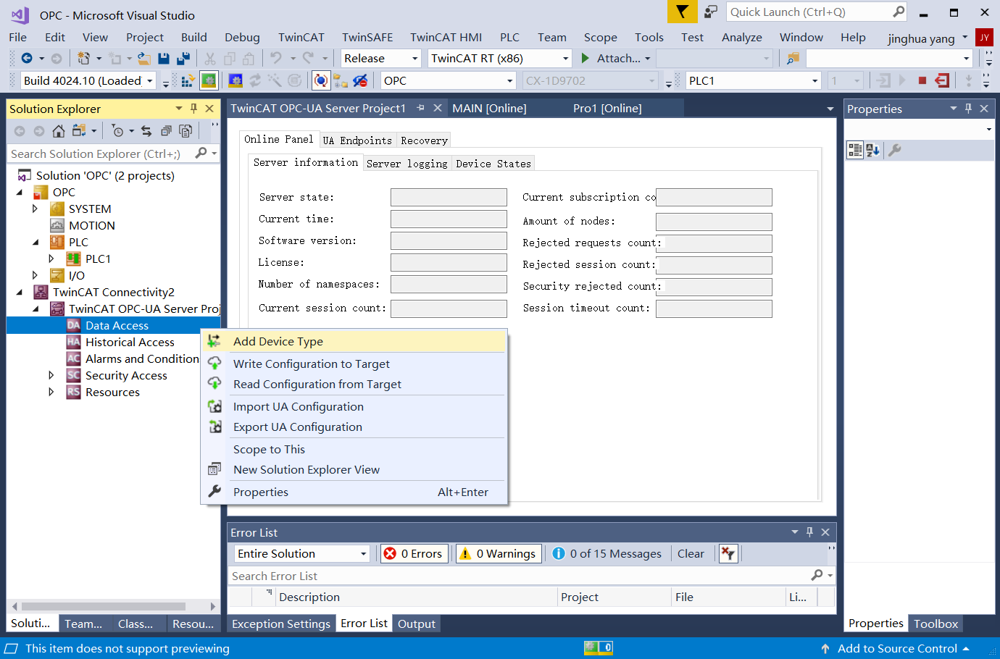 OPC - Microsoft Visual Studio
Quick Launch (Ctrl+Q)
File Edit View Project Build Debug TwinCAT TwinSAFE TwinCAT HMI PLC Team Scope Tools Test Analyze Window Help jinghua yang JY
Release TwinCAT RT (x86) Attach...
Build 4024.10 (Loaded) OPC CX-1D9702 PLC1 1
Solution Explorer
Search Solution Explorer (Ctrl+;)
Solution 'OPC' (2 projects)
OPC
SYSTEM
MOTION
PLC
PLC1
I/O
TwinCAT Connectivity2
TwinCAT OPC-UA Server Proj
DA Data Access
HA Historical Access
AC Alarms and Condition
SC Security Access
RS Resources
Soluti... Team... Class... Resou...
TwinCAT OPC-UA Server Project1 MAIN [Online] Pro1 [Online]
Online Panel UA Endpoints Recovery
Server information Server logging Device States
Server state: Current subscription co
Current time: Amount of nodes:
Software version: Rejected requests count:
License: Rejected session count:
Number of namespaces: Security rejected count:
Current session count: Session timeout count:
Add Device Type
Write Configuration to Target
Read Configuration from Target
Import UA Configuration
Export UA Configuration
Scope to This
New Solution Explorer View
Properties Alt+Enter
Error List
Entire Solution 0 Errors 0 Warnings 0 of 15 Messages Clear
Search Error List
Description Project File Li...
Exception Settings Error List Output
Properties
Properties Toolbox
This item does not support previewing 0 Add to Source Control